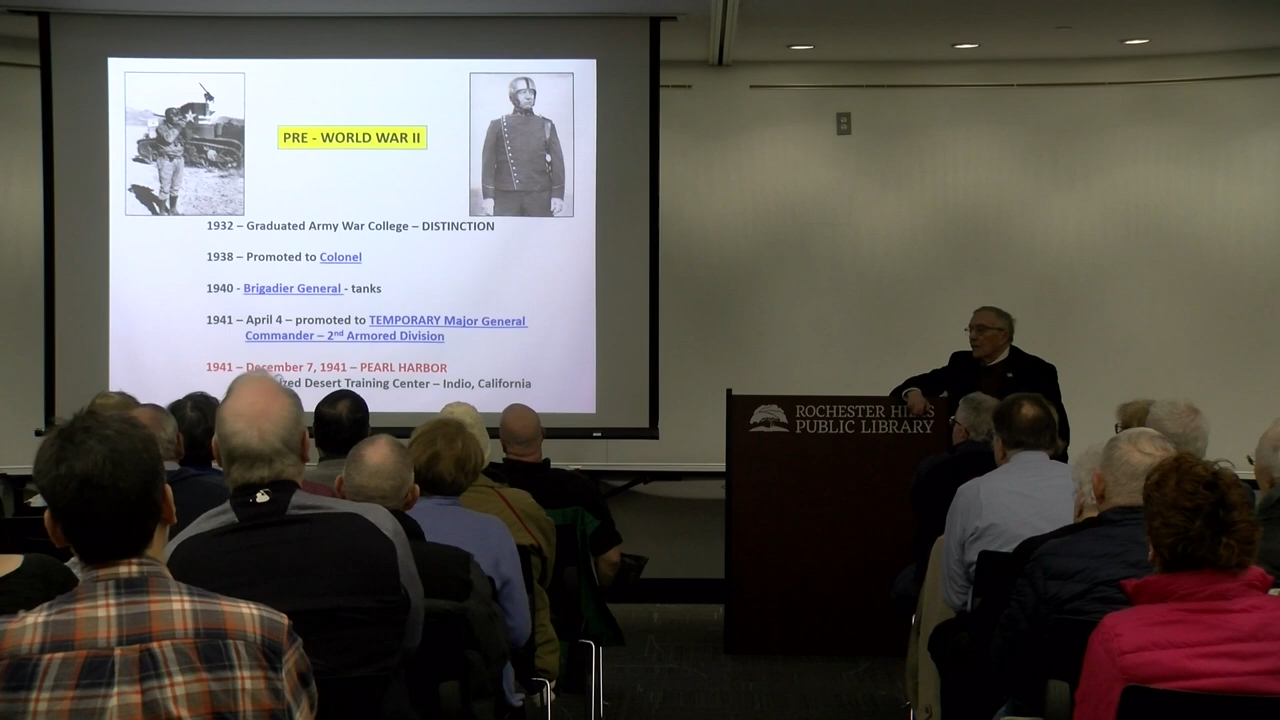 PRE - WORLD WAR II
1932 – Graduated Army War College – DISTINCTION
1938 – Promoted to Colonel
1940 - Brigadier General - tanks
1941 – April 4 – promoted to TEMPORARY Major General
Commander – 2nd Armored Division
1941 – December 7, 1941 – PEARL HARBOR
Desert Training Center – Indio, California
ROCHESTER HILLS
PUBLIC LIBRARY